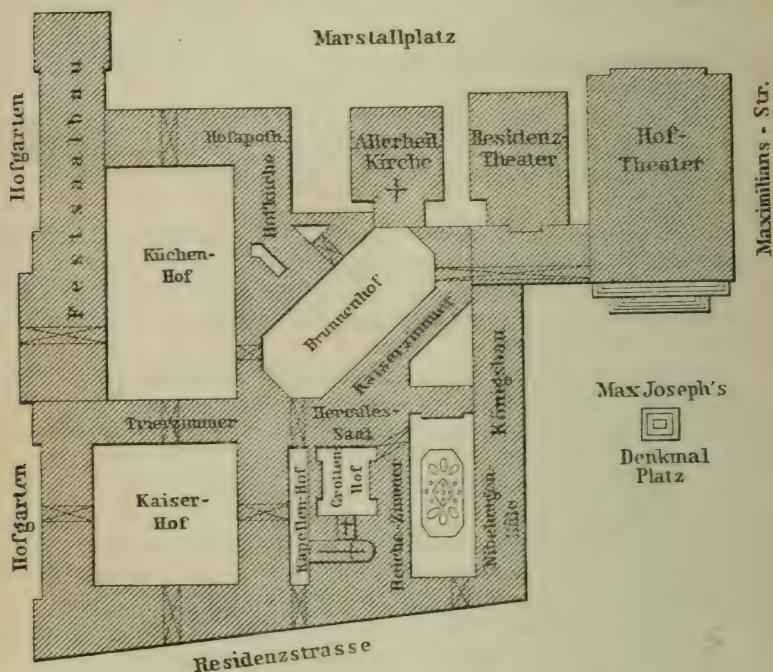 Marstallplatz
Hofgarten
Festsaalbau
Hofapoth.
Hofküche
Allerheil.
Kirche
Residenz-
Theater
Hof-
Theater
Maximilians - Str.
Küchen-
Hof
Brunnenhof
Kaiserzimmer
Königsbau
Max Joseph's
Denkmal
Platz
Trierzimmer
Hercules-
Saal
Hofgarten
Kaiser-
Hof
Kapellen-Hof
Grotten
Hof
Reiche-Zimmer
Nibelungen-
säle
Residenzstrasse